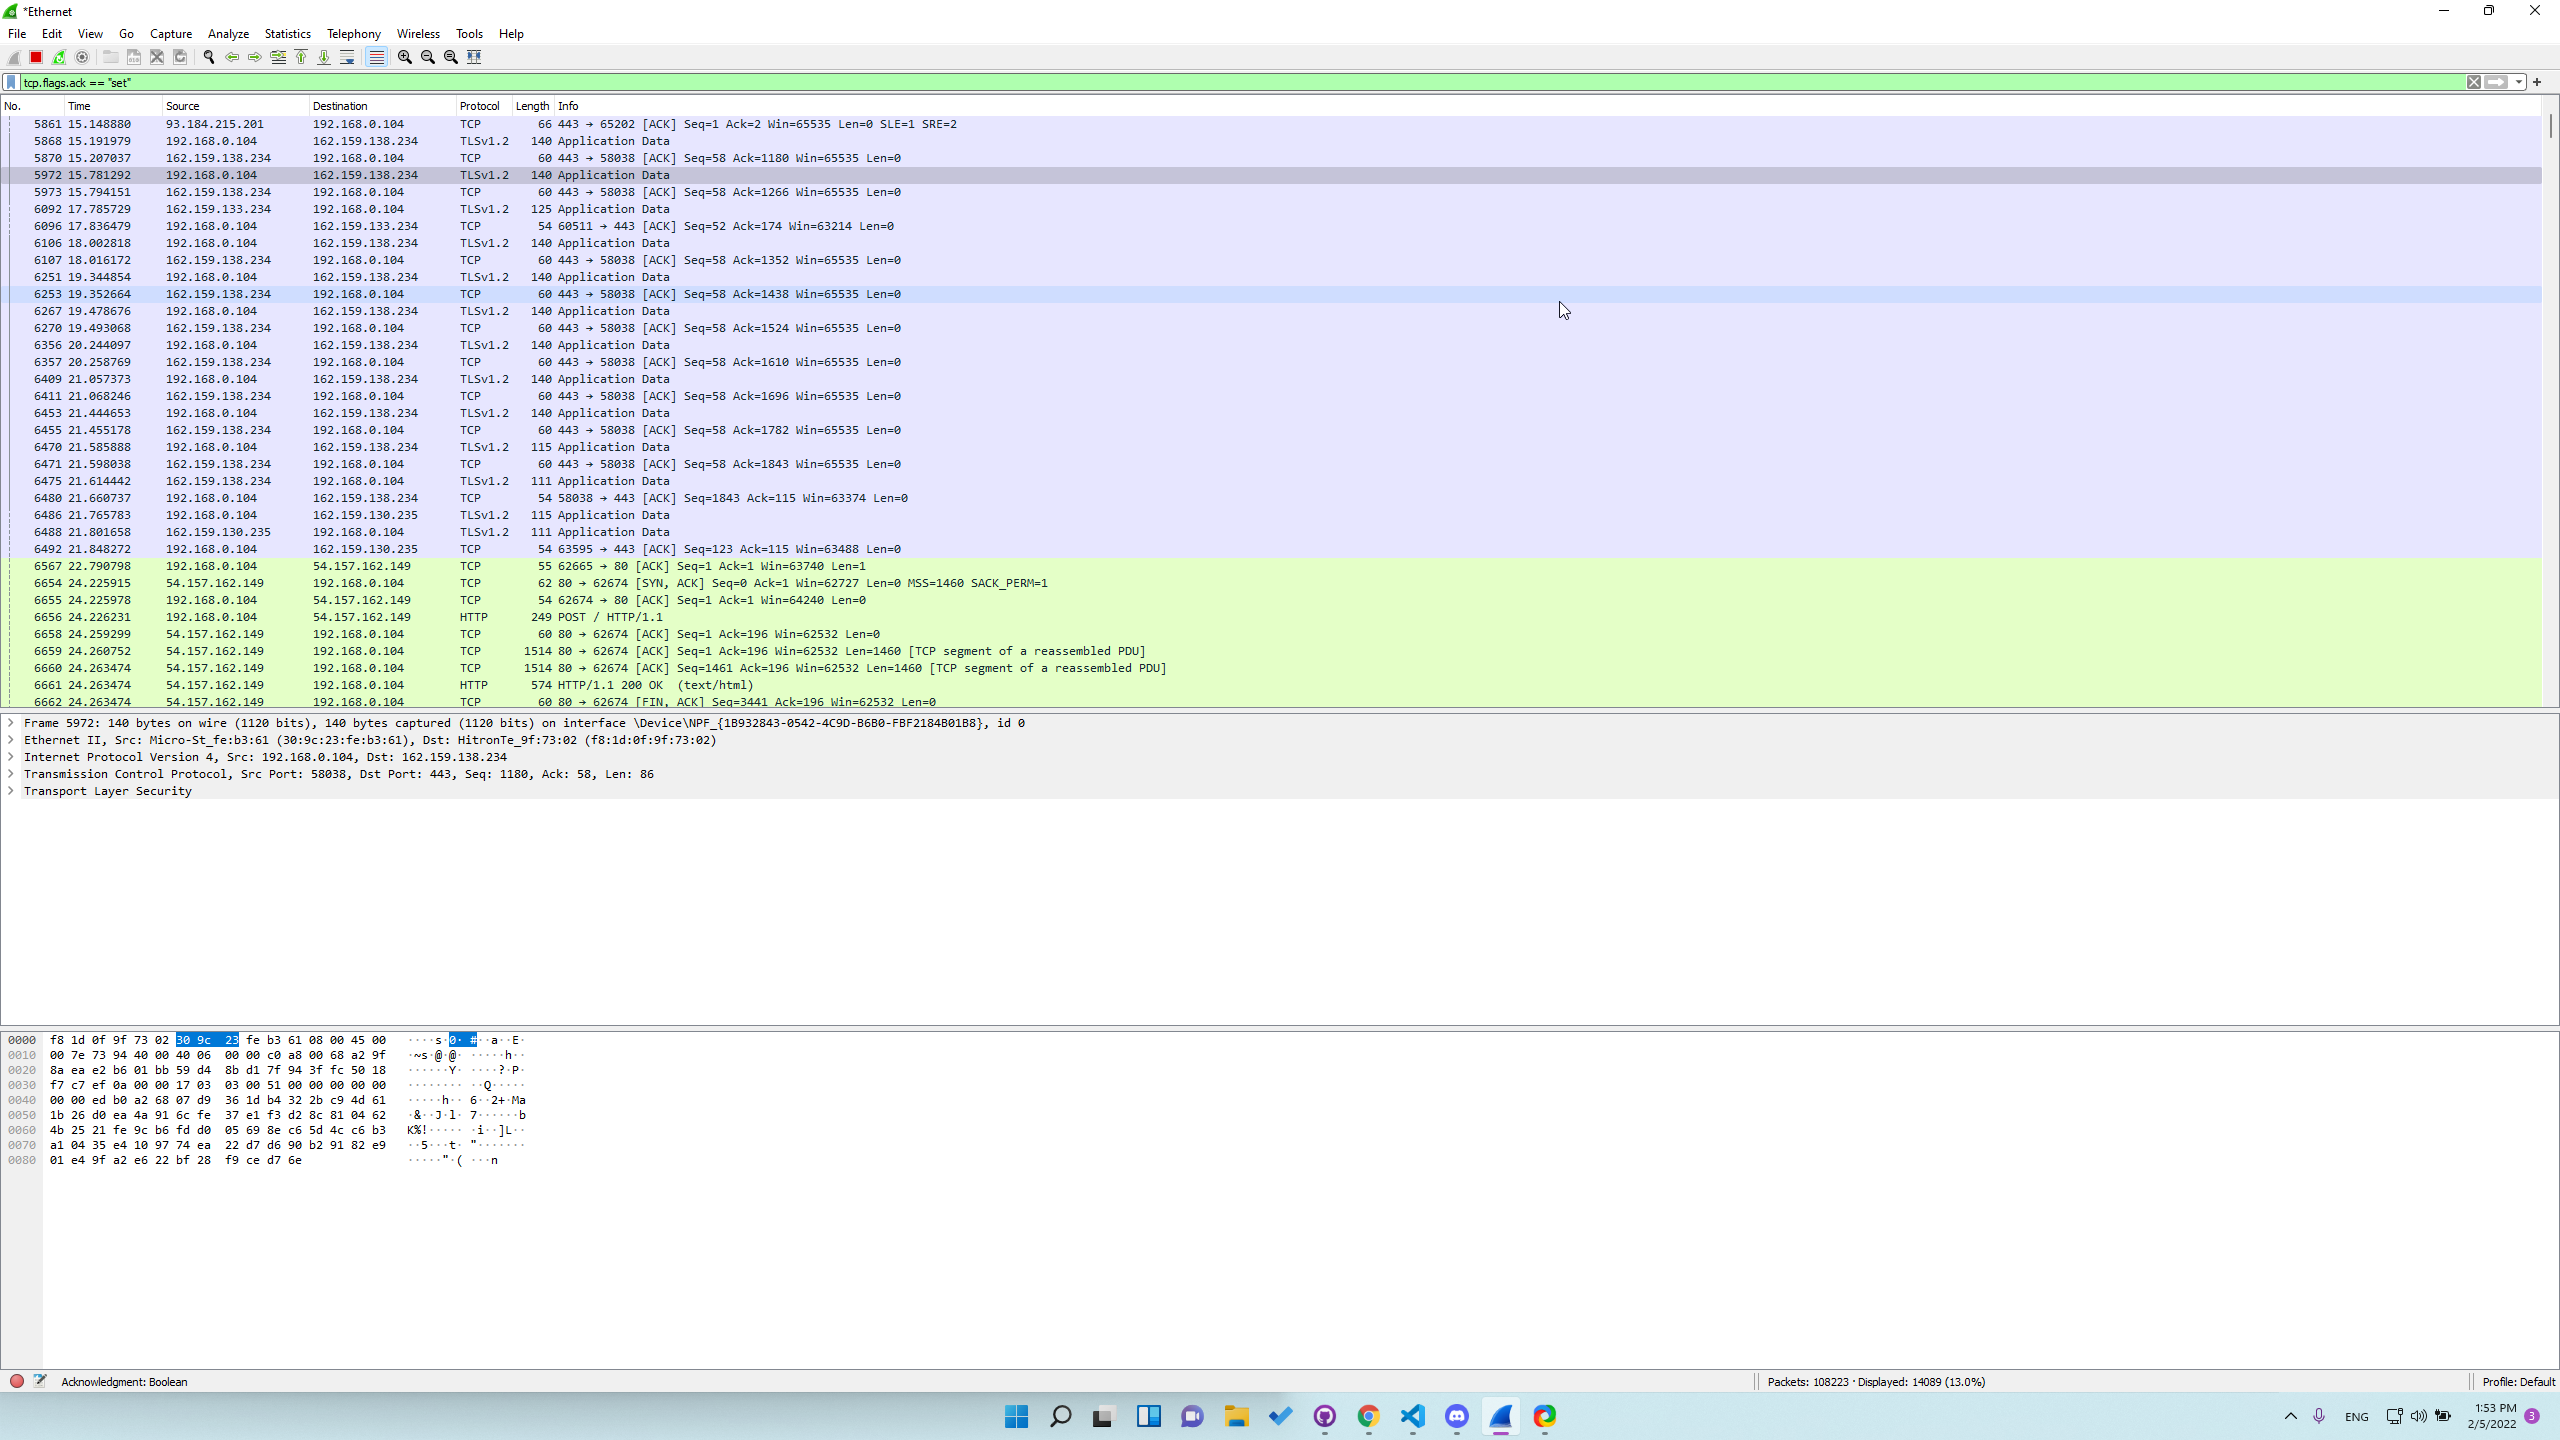 *Ethernet
File Edit View Go Capture Analyze Statistics Telephony Wireless Tools Help
tcp.flags.ack == "set"
No. Time Source Destination Protocol Length Info
5861 15.148880 93.184.215.201 192.168.0.104 TCP 66 443 → 65202 [ACK] Seq=1 Ack=2 Win=65535 Len=0 SLE=1 SRE=2
5868 15.191979 192.168.0.104 162.159.138.234 TLSv1.2 140 Application Data
5870 15.207037 162.159.138.234 192.168.0.104 TCP 60 443 → 58038 [ACK] Seq=58 Ack=1180 Win=65535 Len=0
5972 15.781292 192.168.0.104 162.159.138.234 TLSv1.2 140 Application Data
5973 15.794151 162.159.138.234 192.168.0.104 TCP 60 443 → 58038 [ACK] Seq=58 Ack=1266 Win=65535 Len=0
6092 17.785729 162.159.133.234 192.168.0.104 TLSv1.2 125 Application Data
6096 17.836479 192.168.0.104 162.159.133.234 TCP 54 60511 → 443 [ACK] Seq=52 Ack=174 Win=63214 Len=0
6106 18.002818 192.168.0.104 162.159.138.234 TLSv1.2 140 Application Data
6107 18.016172 162.159.138.234 192.168.0.104 TCP 60 443 → 58038 [ACK] Seq=58 Ack=1352 Win=65535 Len=0
6251 19.344854 192.168.0.104 162.159.138.234 TLSv1.2 140 Application Data
6253 19.352664 162.159.138.234 192.168.0.104 TCP 60 443 → 58038 [ACK] Seq=58 Ack=1438 Win=65535 Len=0
6267 19.478676 192.168.0.104 162.159.138.234 TLSv1.2 140 Application Data
6270 19.493068 162.159.138.234 192.168.0.104 TCP 60 443 → 58038 [ACK] Seq=58 Ack=1524 Win=65535 Len=0
6356 20.244097 192.168.0.104 162.159.138.234 TLSv1.2 140 Application Data
6357 20.258769 162.159.138.234 192.168.0.104 TCP 60 443 → 58038 [ACK] Seq=58 Ack=1610 Win=65535 Len=0
6409 21.057373 192.168.0.104 162.159.138.234 TLSv1.2 140 Application Data
6411 21.068246 162.159.138.234 192.168.0.104 TCP 60 443 → 58038 [ACK] Seq=58 Ack=1696 Win=65535 Len=0
6453 21.444653 192.168.0.104 162.159.138.234 TLSv1.2 140 Application Data
6455 21.455178 162.159.138.234 192.168.0.104 TCP 60 443 → 58038 [ACK] Seq=58 Ack=1782 Win=65535 Len=0
6470 21.585888 192.168.0.104 162.159.138.234 TLSv1.2 115 Application Data
6471 21.598038 162.159.138.234 192.168.0.104 TCP 60 443 → 58038 [ACK] Seq=58 Ack=1843 Win=65535 Len=0
6475 21.614442 162.159.138.234 192.168.0.104 TLSv1.2 111 Application Data
6480 21.660737 192.168.0.104 162.159.138.234 TCP 54 58038 → 443 [ACK] Seq=1843 Ack=115 Win=63374 Len=0
6486 21.765783 192.168.0.104 162.159.130.235 TLSv1.2 115 Application Data
6488 21.801658 162.159.130.235 192.168.0.104 TLSv1.2 111 Application Data
6492 21.848272 192.168.0.104 162.159.130.235 TCP 54 63595 → 443 [ACK] Seq=123 Ack=115 Win=63488 Len=0
6567 22.790798 192.168.0.104 54.157.162.149 TCP 55 62665 → 80 [ACK] Seq=1 Ack=1 Win=63740 Len=1
6654 24.225915 54.157.162.149 192.168.0.104 TCP 62 80 → 62674 [SYN, ACK] Seq=0 Ack=1 Win=62727 Len=0 MSS=1460 SACK_PERM=1
6655 24.225978 192.168.0.104 54.157.162.149 TCP 54 62674 → 80 [ACK] Seq=1 Ack=1 Win=64240 Len=0
6656 24.226231 192.168.0.104 54.157.162.149 HTTP 249 POST / HTTP/1.1
6658 24.259299 54.157.162.149 192.168.0.104 TCP 60 80 → 62674 [ACK] Seq=1 Ack=196 Win=62532 Len=0
6659 24.260752 54.157.162.149 192.168.0.104 TCP 1514 80 → 62674 [ACK] Seq=1 Ack=196 Win=62532 Len=1460 [TCP segment of a reassembled PDU]
6660 24.263474 54.157.162.149 192.168.0.104 TCP 1514 80 → 62674 [ACK] Seq=1461 Ack=196 Win=62532 Len=1460 [TCP segment of a reassembled PDU]
6661 24.263474 54.157.162.149 192.168.0.104 HTTP 574 HTTP/1.1 200 OK (text/html)
6662 24.263474 54.157.162.149 192.168.0.104 TCP 60 80 → 62674 [FIN, ACK] Seq=3441 Ack=196 Win=62532 Len=0
Frame 5972: 140 bytes on wire (1120 bits), 140 bytes captured (1120 bits) on interface \Device\NPF_{1B932843-0542-4C9D-B6B0-FBF2184B01B8}, id 0
Ethernet II, Src: Micro-St_fe:b3:61 (30:9c:23:fe:b3:61), Dst: HitronTe_9f:73:02 (f8:1d:0f:9f:73:02)
Internet Protocol Version 4, Src: 192.168.0.104, Dst: 162.159.138.234
Transmission Control Protocol, Src Port: 58038, Dst Port: 443, Seq: 1180, Ack: 58, Len: 86
Transport Layer Security
0000 f8 1d 0f 9f 73 02 30 9c 23 fe b3 61 08 00 45 00 ····s·0· #··a··E·
0010 00 7e 73 94 40 00 40 06 00 00 c0 a8 00 68 a2 9f ·~s·@·@· ·····h··
0020 8a ea e2 b6 01 bb 59 d4 8b d1 7f 94 3f fc 50 18 ······Y· ····?·P·
0030 f7 c7 ef 0a 00 00 17 03 03 00 51 00 00 00 00 00 ········ ··Q·····
0040 00 00 ed b0 a2 68 07 d9 36 1d b4 32 2b c9 4d 61 ·····h·· 6··2+·Ma
0050 1b 26 d0 ea 4a 91 6c fe 37 e1 f3 d2 8c 81 04 62 ·&··J·l· 7······b
0060 4b 25 21 fe 9c b6 fd d0 05 69 8e c6 5d 4c c6 b3 K%!····· ·i··]L··
0070 a1 04 35 e4 10 97 74 ea 22 d7 d6 90 b2 91 82 e9 ··5···t· "·······
0080 01 e4 9f a2 e6 22 bf 28 f9 ce d7 6e ·····"·( ···n
Acknowledgment: Boolean Packets: 108223 · Displayed: 14089 (13.0%) Profile: Default
ENG 1:53 PM 3
2/5/2022